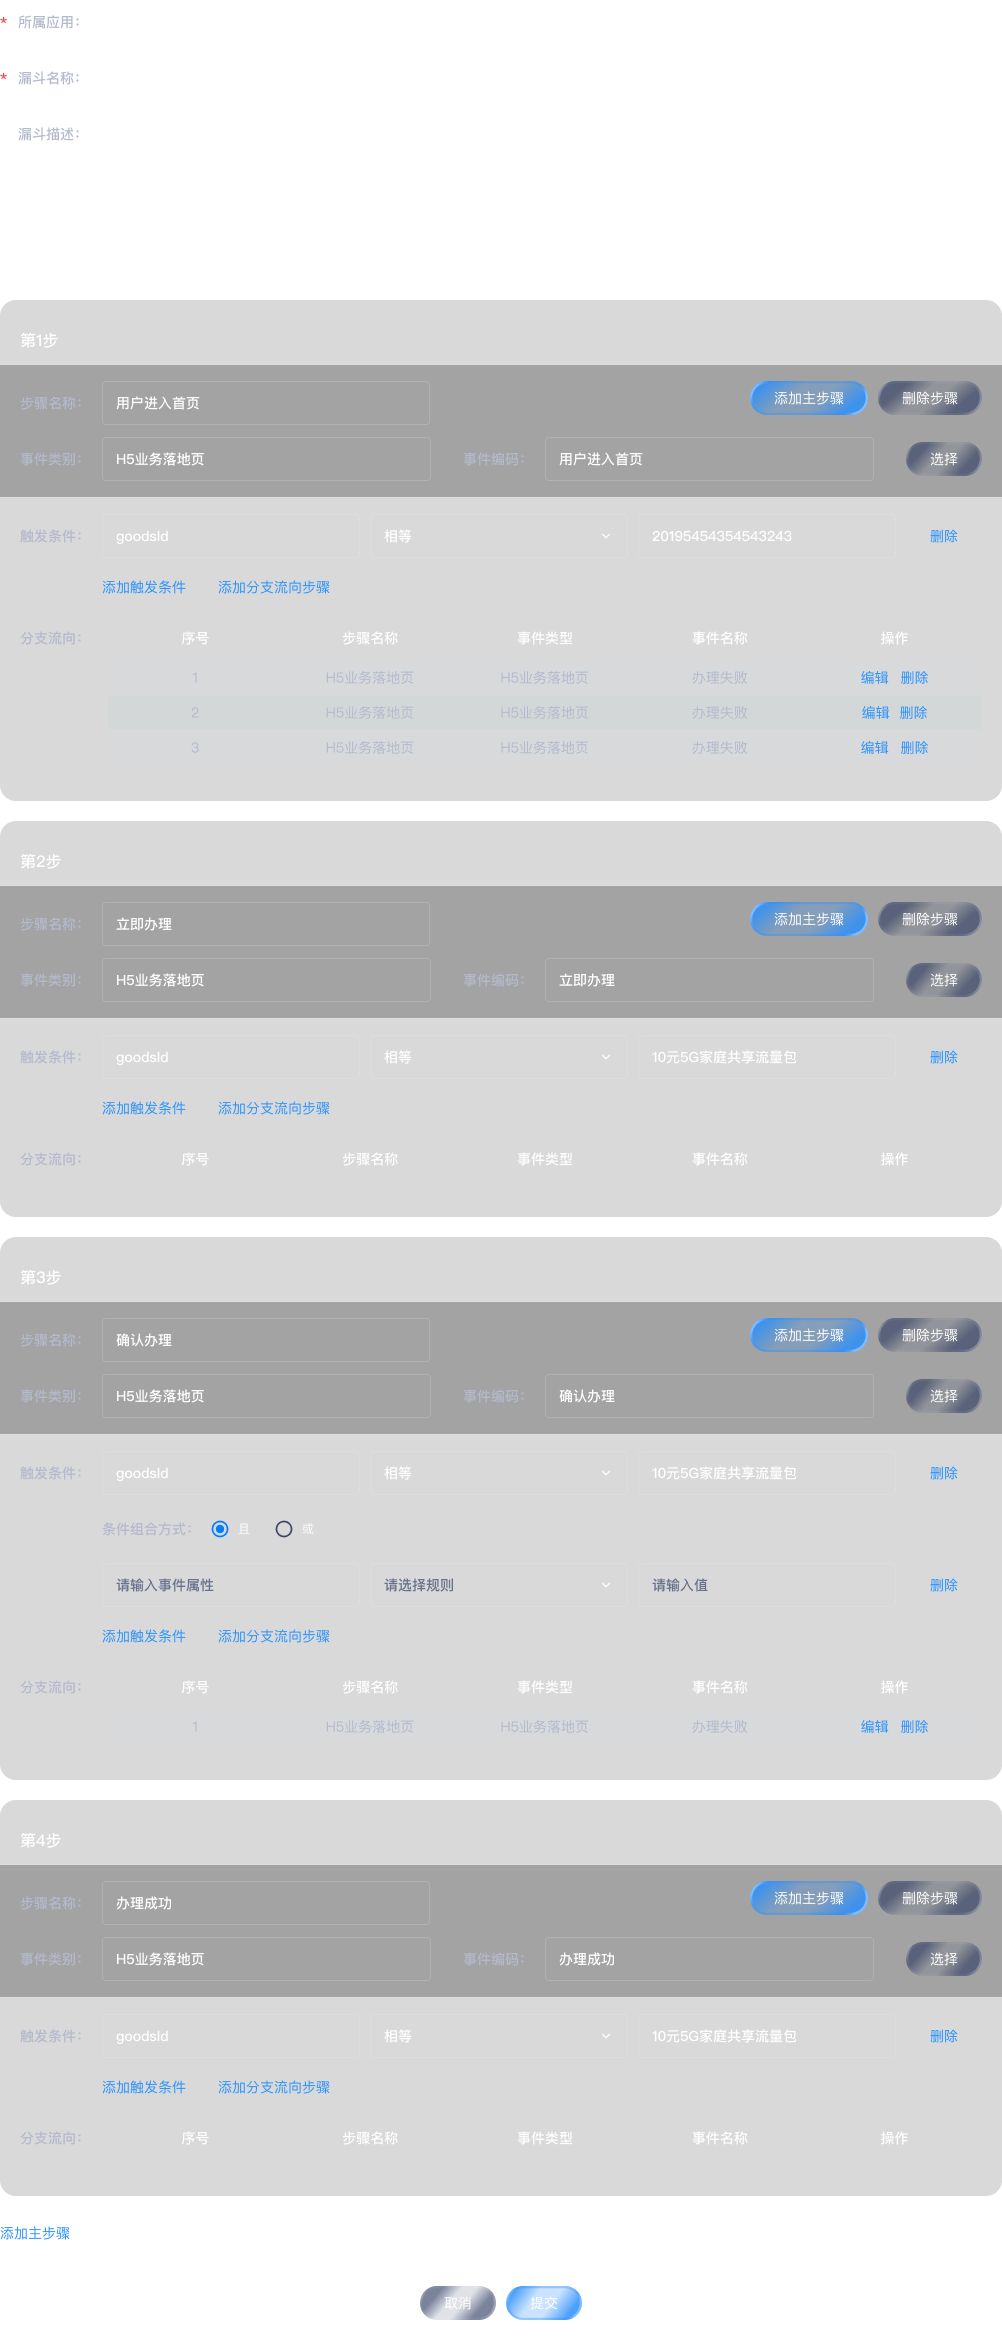 * 所属应用：
* 漏斗名称：
漏斗描述：
第1步
步骤名称： 用户进入首页 添加主步骤 删除步骤
事件类别： H5业务落地页 事件编码： 用户进入首页 选择
触发条件： goodsId 相等 20195454354543243 删除
添加触发条件 添加分支流向步骤
分支流向： 序号 步骤名称 事件类型 事件名称 操作
1 H5业务落地页 H5业务落地页 办理失败 编辑 删除
2 H5业务落地页 H5业务落地页 办理失败 编辑 删除
3 H5业务落地页 H5业务落地页 办理失败 编辑 删除
第2步
步骤名称： 立即办理 添加主步骤 删除步骤
事件类别： H5业务落地页 事件编码： 立即办理 选择
触发条件： goodsId 相等 10元5G家庭共享流量包 删除
添加触发条件 添加分支流向步骤
分支流向： 序号 步骤名称 事件类型 事件名称 操作
第3步
步骤名称： 确认办理 添加主步骤 删除步骤
事件类别： H5业务落地页 事件编码： 确认办理 选择
触发条件： goodsId 相等 10元5G家庭共享流量包 删除
条件组合方式： 且 或
请输入事件属性 请选择规则 请输入值 删除
添加触发条件 添加分支流向步骤
分支流向： 序号 步骤名称 事件类型 事件名称 操作
1 H5业务落地页 H5业务落地页 办理失败 编辑 删除
第4步
步骤名称： 办理成功 添加主步骤 删除步骤
事件类别： H5业务落地页 事件编码： 办理成功 选择
触发条件： goodsId 相等 10元5G家庭共享流量包 删除
添加触发条件 添加分支流向步骤
分支流向： 序号 步骤名称 事件类型 事件名称 操作
添加主步骤
取消 提交